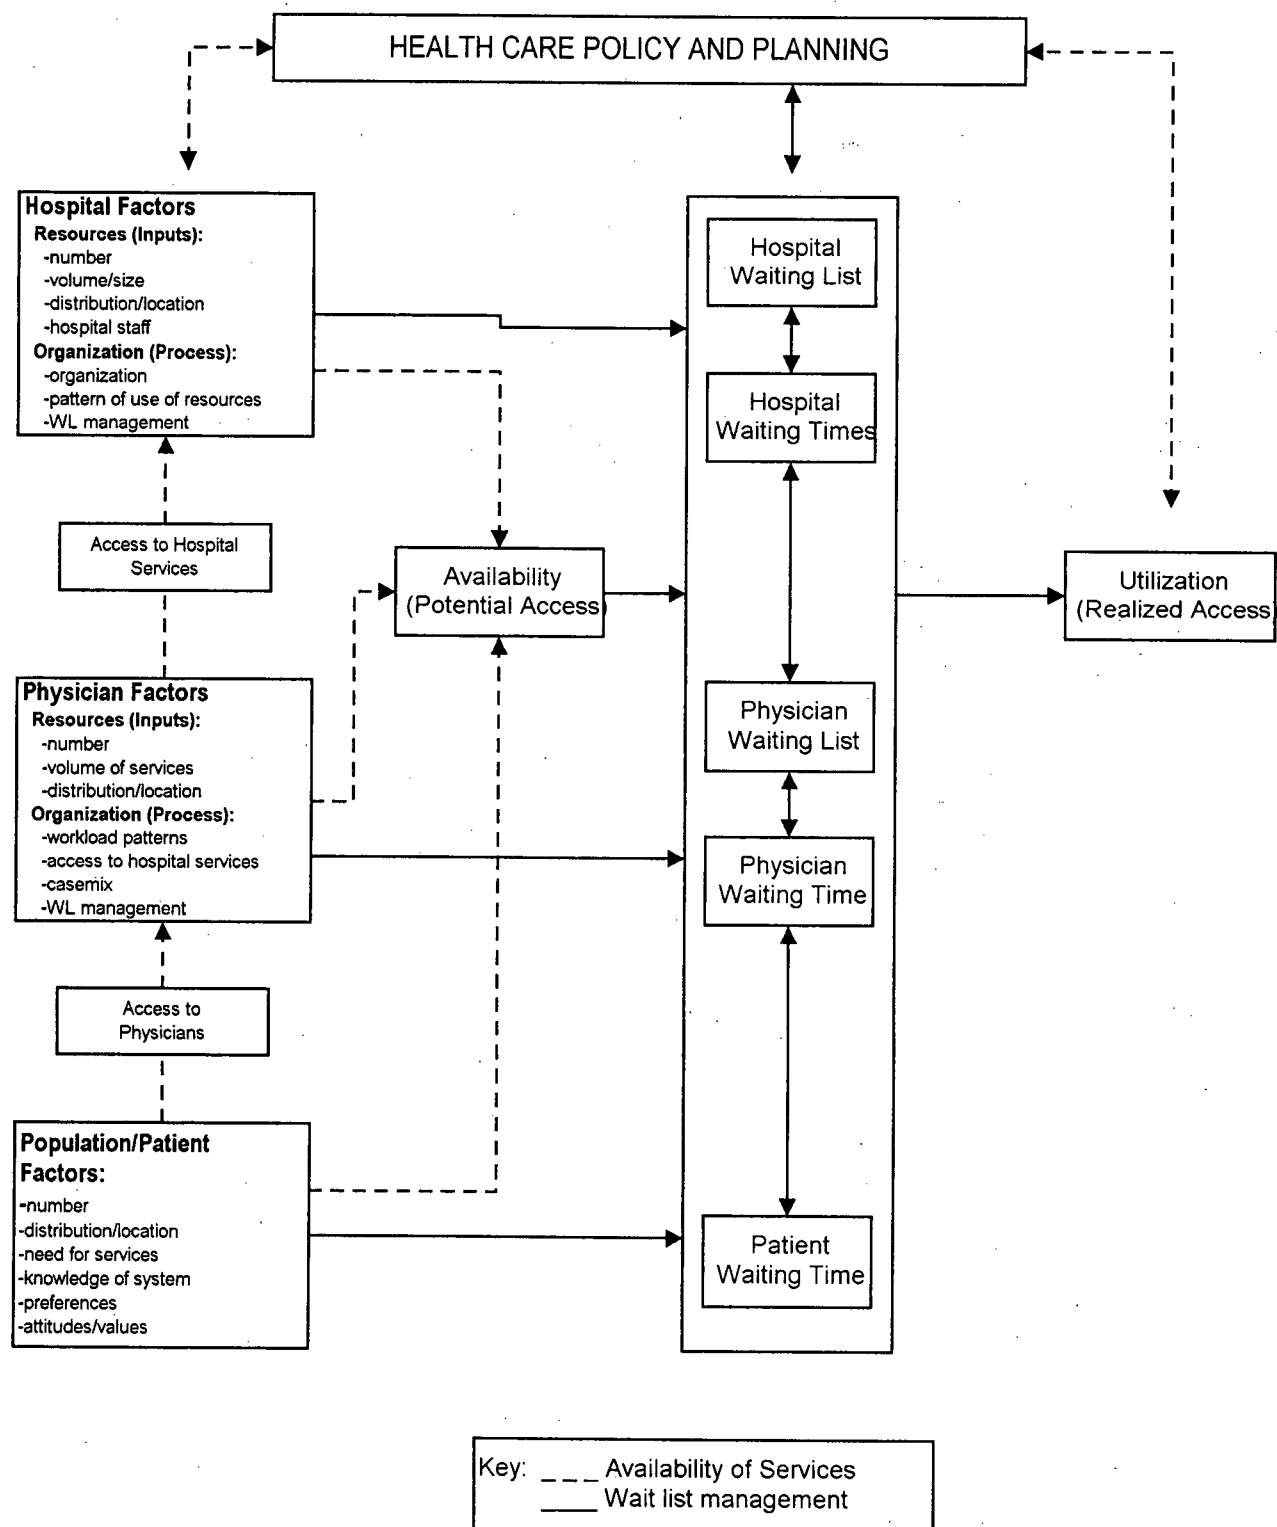 HEALTH CARE POLICY AND PLANNING
Hospital Factors
Resources (Inputs):
-number
-volume/size
-distribution/location
-hospital staff
Organization (Process):
-organization
-pattern of use of resources
-WL management
Access to Hospital
Services
Physician Factors
Resources (Inputs):
-number
-volume of services
-distribution/location
Organization (Process):
-workload patterns
-access to hospital services
-casemix
-WL management
Access to
Physicians
Population/Patient
Factors:
-number
-distribution/location
-need for services
-knowledge of system
-preferences
-attitudes/values
Availability
(Potential Access)
Hospital
Waiting List
Hospital
Waiting Times
Physician
Waiting List
Physician
Waiting Time
Patient
Waiting Time
Utilization
(Realized Access)
Key: ___ Availability of Services
____ Wait list management